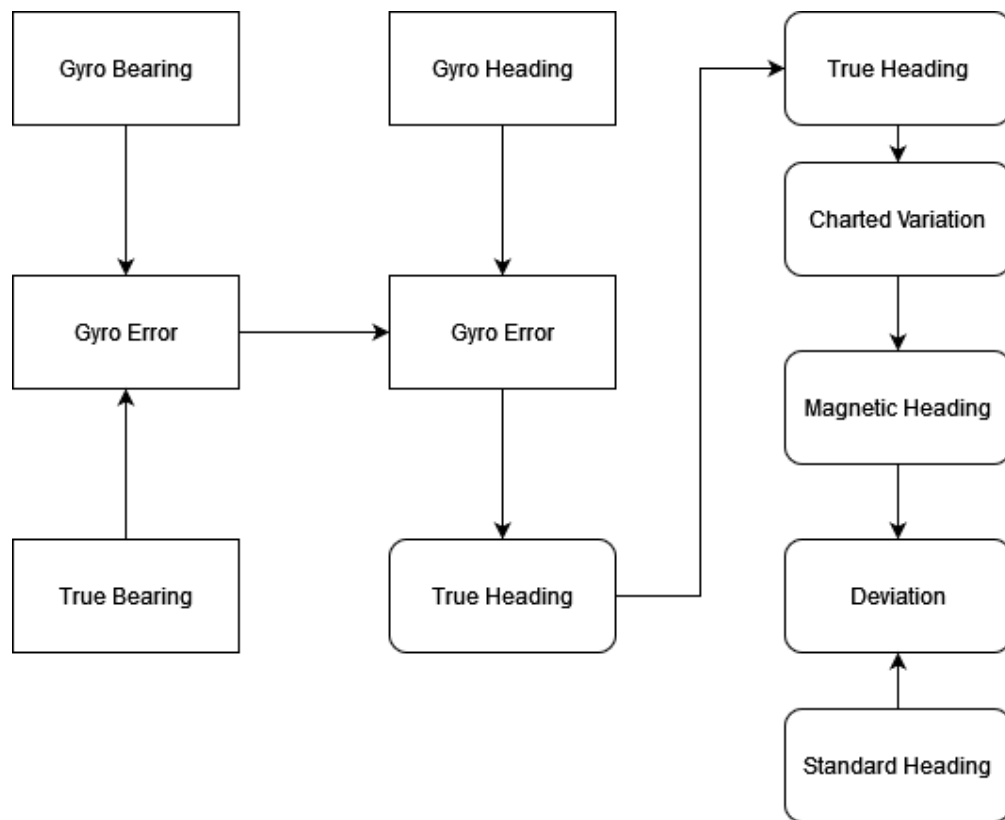 Gyro Bearing
Gyro Error
True Bearing
Gyro Heading
Gyro Error
True Heading
True Heading
Charted Variation
Magnetic Heading
Deviation
Standard Heading